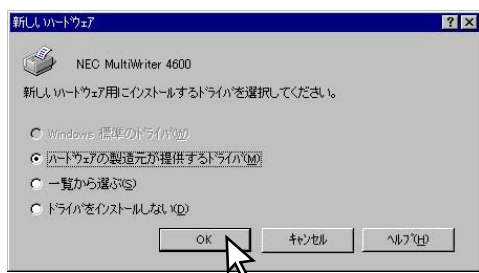 新しいﾊｰﾄﾞｳｪｱ
NEC MultiWriter 4600
新しいﾊｰﾄﾞｳｪｱ用にｲﾝｽﾄｰﾙするﾄﾞﾗｲﾊﾞを選択してください。
Windows 標準のﾄﾞﾗｲﾊﾞ(W)
ﾊｰﾄﾞｳｪｱの製造元が提供するﾄﾞﾗｲﾊﾞ(M)
一覧から選ぶ(S)
ﾄﾞﾗｲﾊﾞをｲﾝｽﾄｰﾙしない(D)
OK ｷｬﾝｾﾙ ﾍﾙﾌﾟ(H)